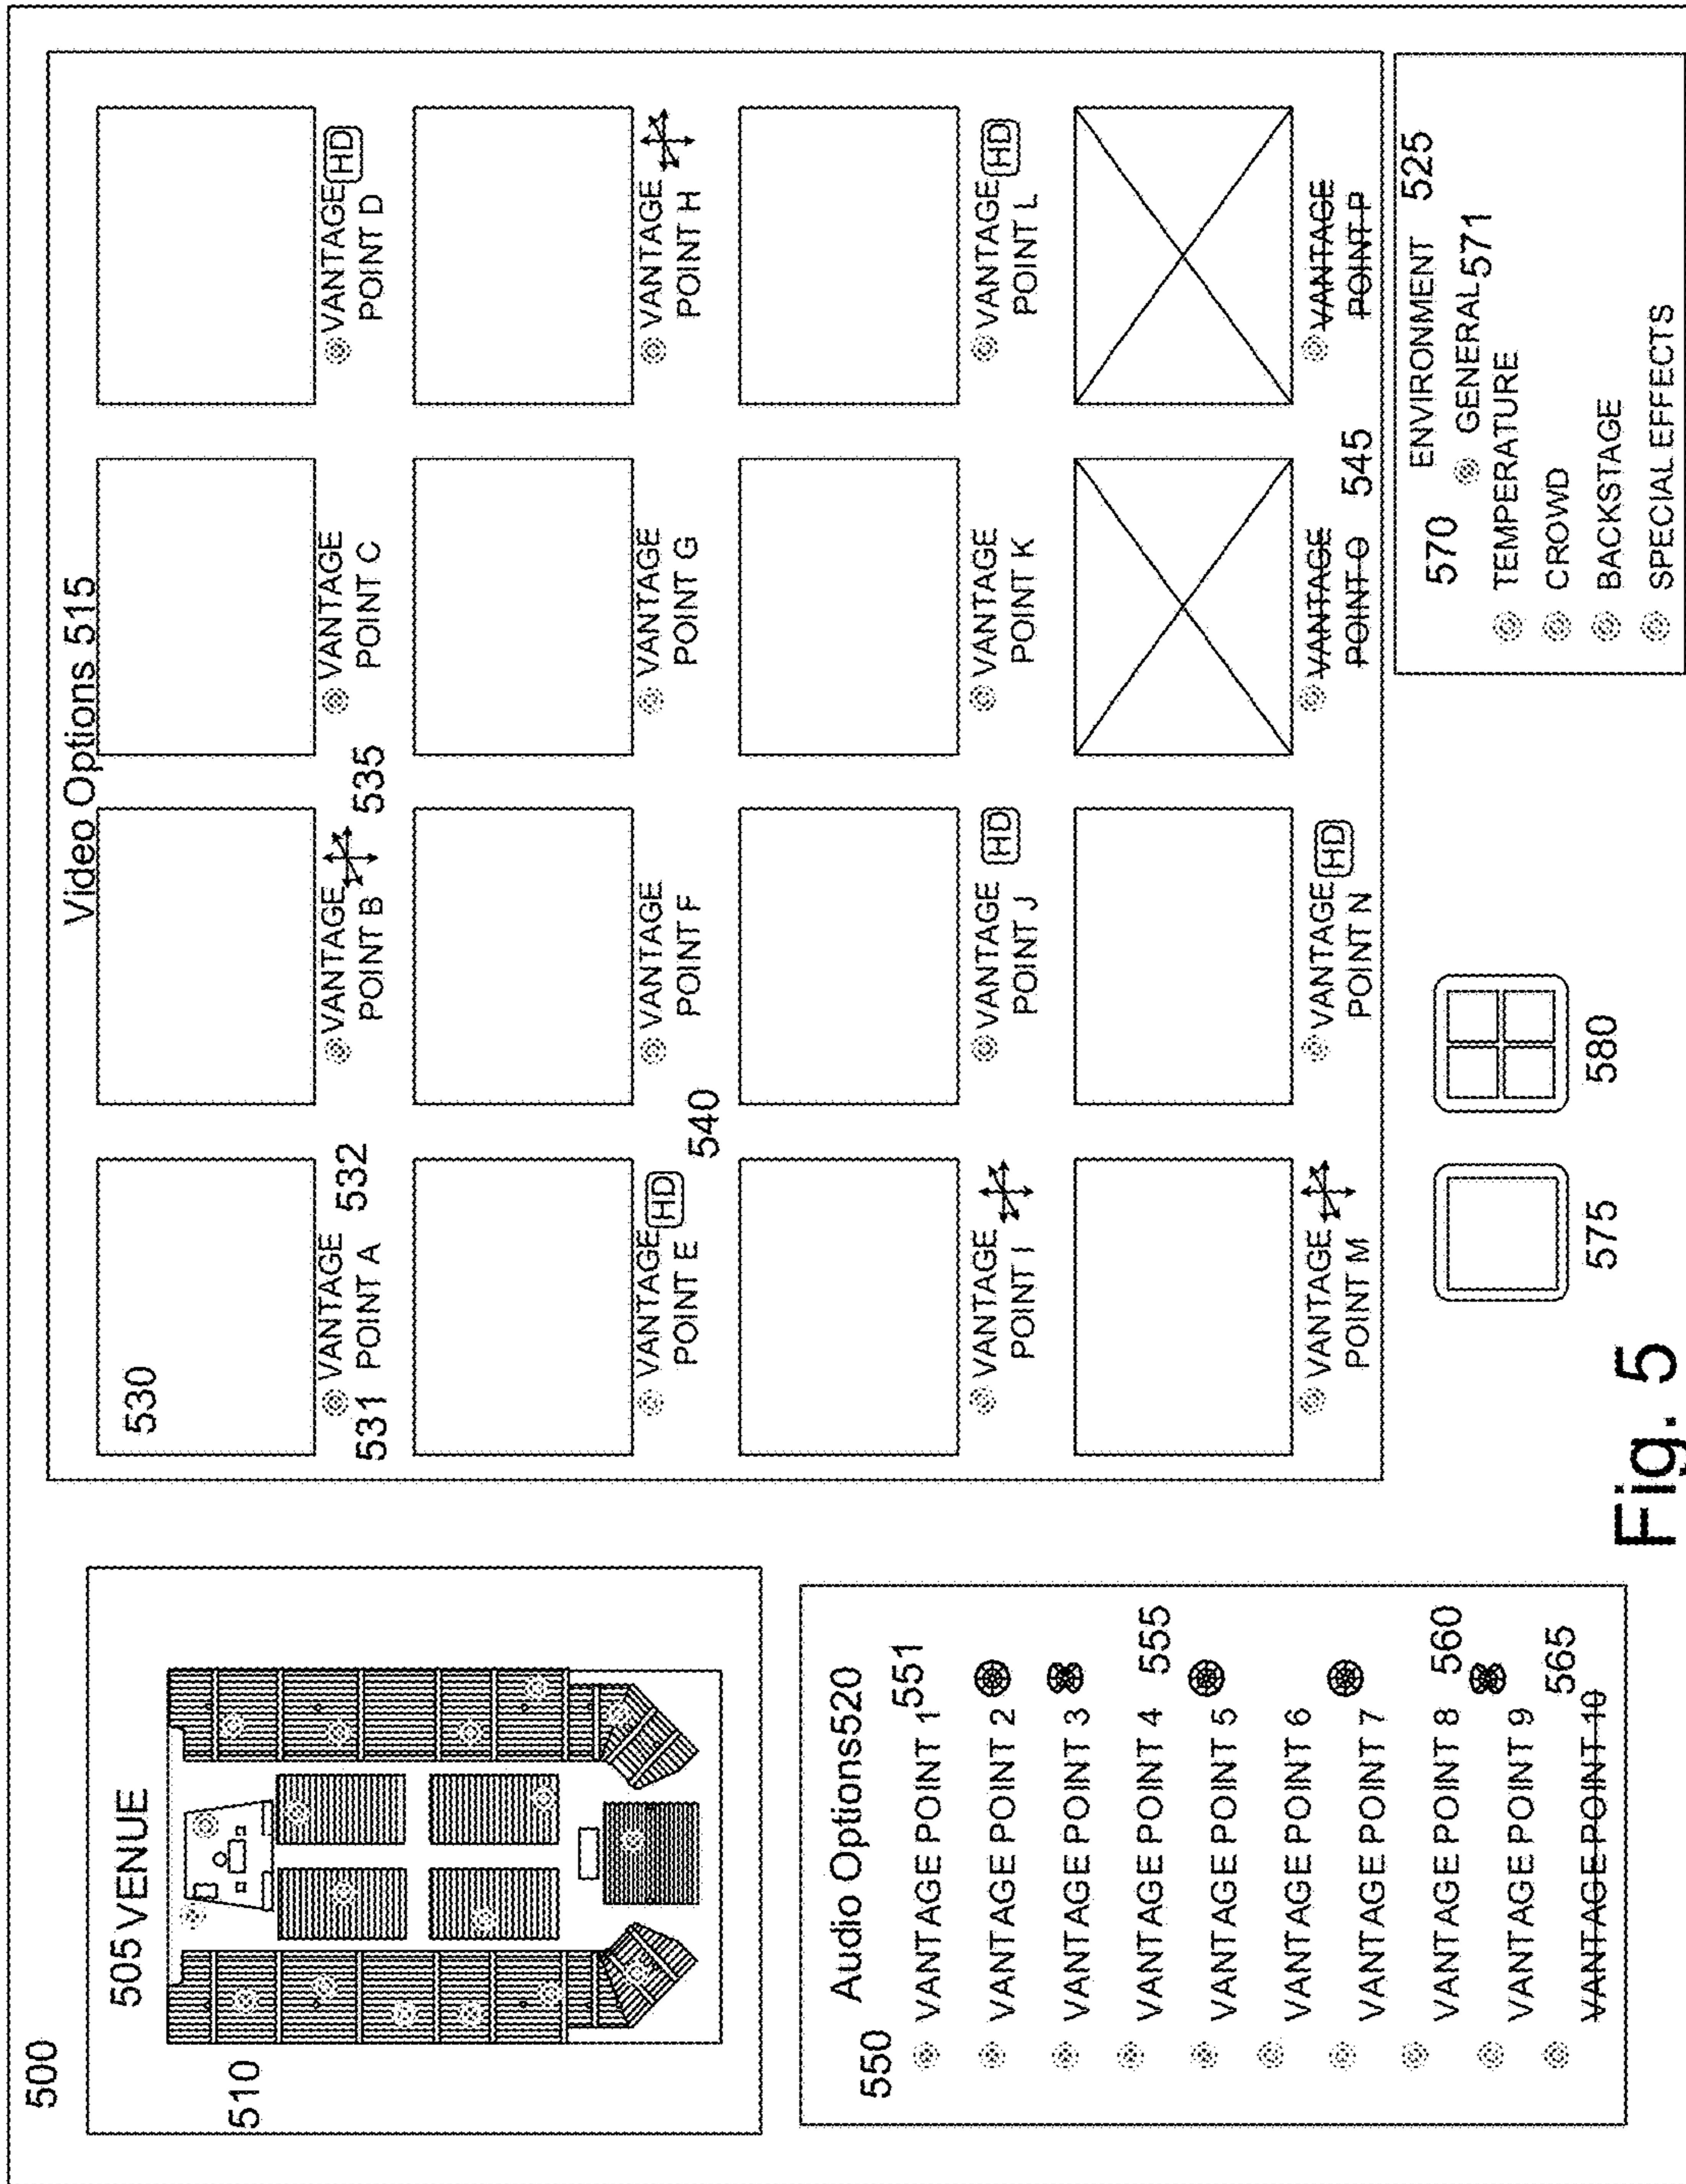 500
505 VENUE
510
Video Options 515
530
VANTAGE
531 POINT A 532
VANTAGE
POINT B 535
VANTAGE
POINT C
VANTAGE HD
POINT D
VANTAGE HD
POINT E
540
VANTAGE
POINT F
VANTAGE
POINT G
VANTAGE
POINT H
VANTAGE
POINT I
VANTAGE HD
POINT J
VANTAGE
POINT K
VANTAGE HD
POINT L
VANTAGE
POINT M
VANTAGE HD
POINT N
VANTAGE
POINT O 545
VANTAGE
POINT P
550 Audio Options520
VANTAGE POINT 1 551
VANTAGE POINT 2
VANTAGE POINT 3
VANTAGE POINT 4 555
VANTAGE POINT 5
VANTAGE POINT 6
VANTAGE POINT 7
VANTAGE POINT 8 560
VANTAGE POINT 9
VANTAGE POINT 10 565
575
580
570 ENVIRONMENT 525
GENERAL 571
TEMPERATURE
CROWD
BACKSTAGE
SPECIAL EFFECTS
Fig. 5